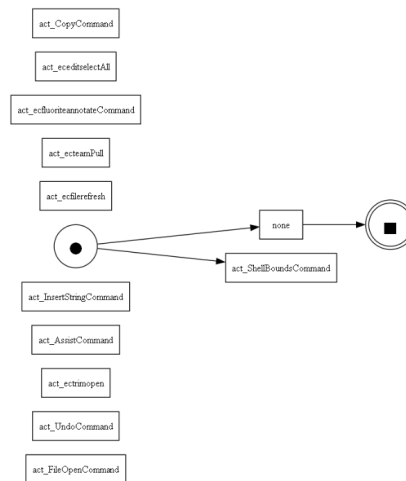 act_CopyCommand
act_eceditselectAll
act_ecfluoriteannotateCommand
act_ecteamPull
act_ecfilerefresh
none
act_ShellBoundsCommand
act_InsertStringCommand
act_AssistCommand
act_ectrimopen
act_UndoCommand
act_FileOpenCommand